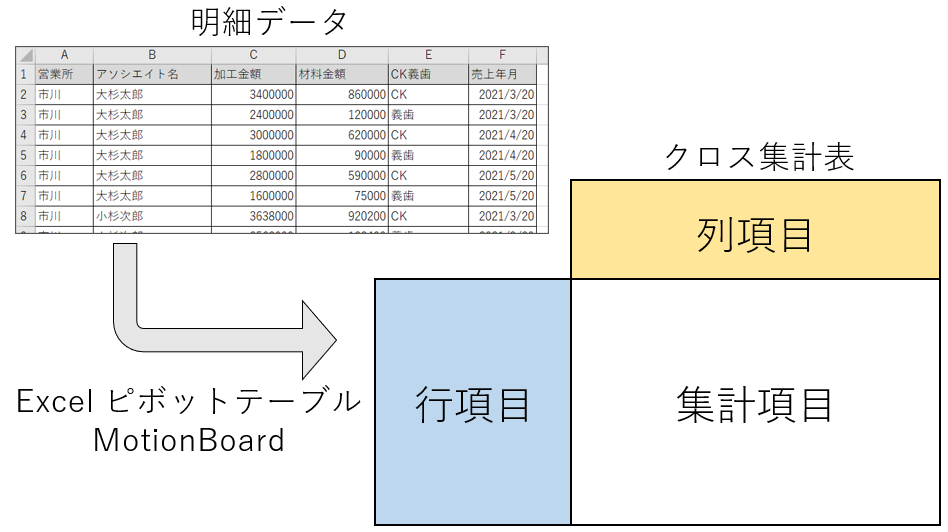 明細データ
A B C D E F
1 営業所 アソシエイト名 加工金額 材料金額 CK義歯 売上年月
2 市川 大杉太郎 3400000 860000 CK 2021/3/20
3 市川 大杉太郎 2400000 120000 義歯 2021/3/20
4 市川 大杉太郎 3000000 620000 CK 2021/4/20
5 市川 大杉太郎 1800000 90000 義歯 2021/4/20
6 市川 大杉太郎 2800000 590000 CK 2021/5/20
7 市川 大杉太郎 1600000 75000 義歯 2021/5/20
8 市川 小杉次郎 3638000 920200 CK 2021/3/20
クロス集計表
列項目
Excel ピボットテーブル
MotionBoard
行項目
集計項目